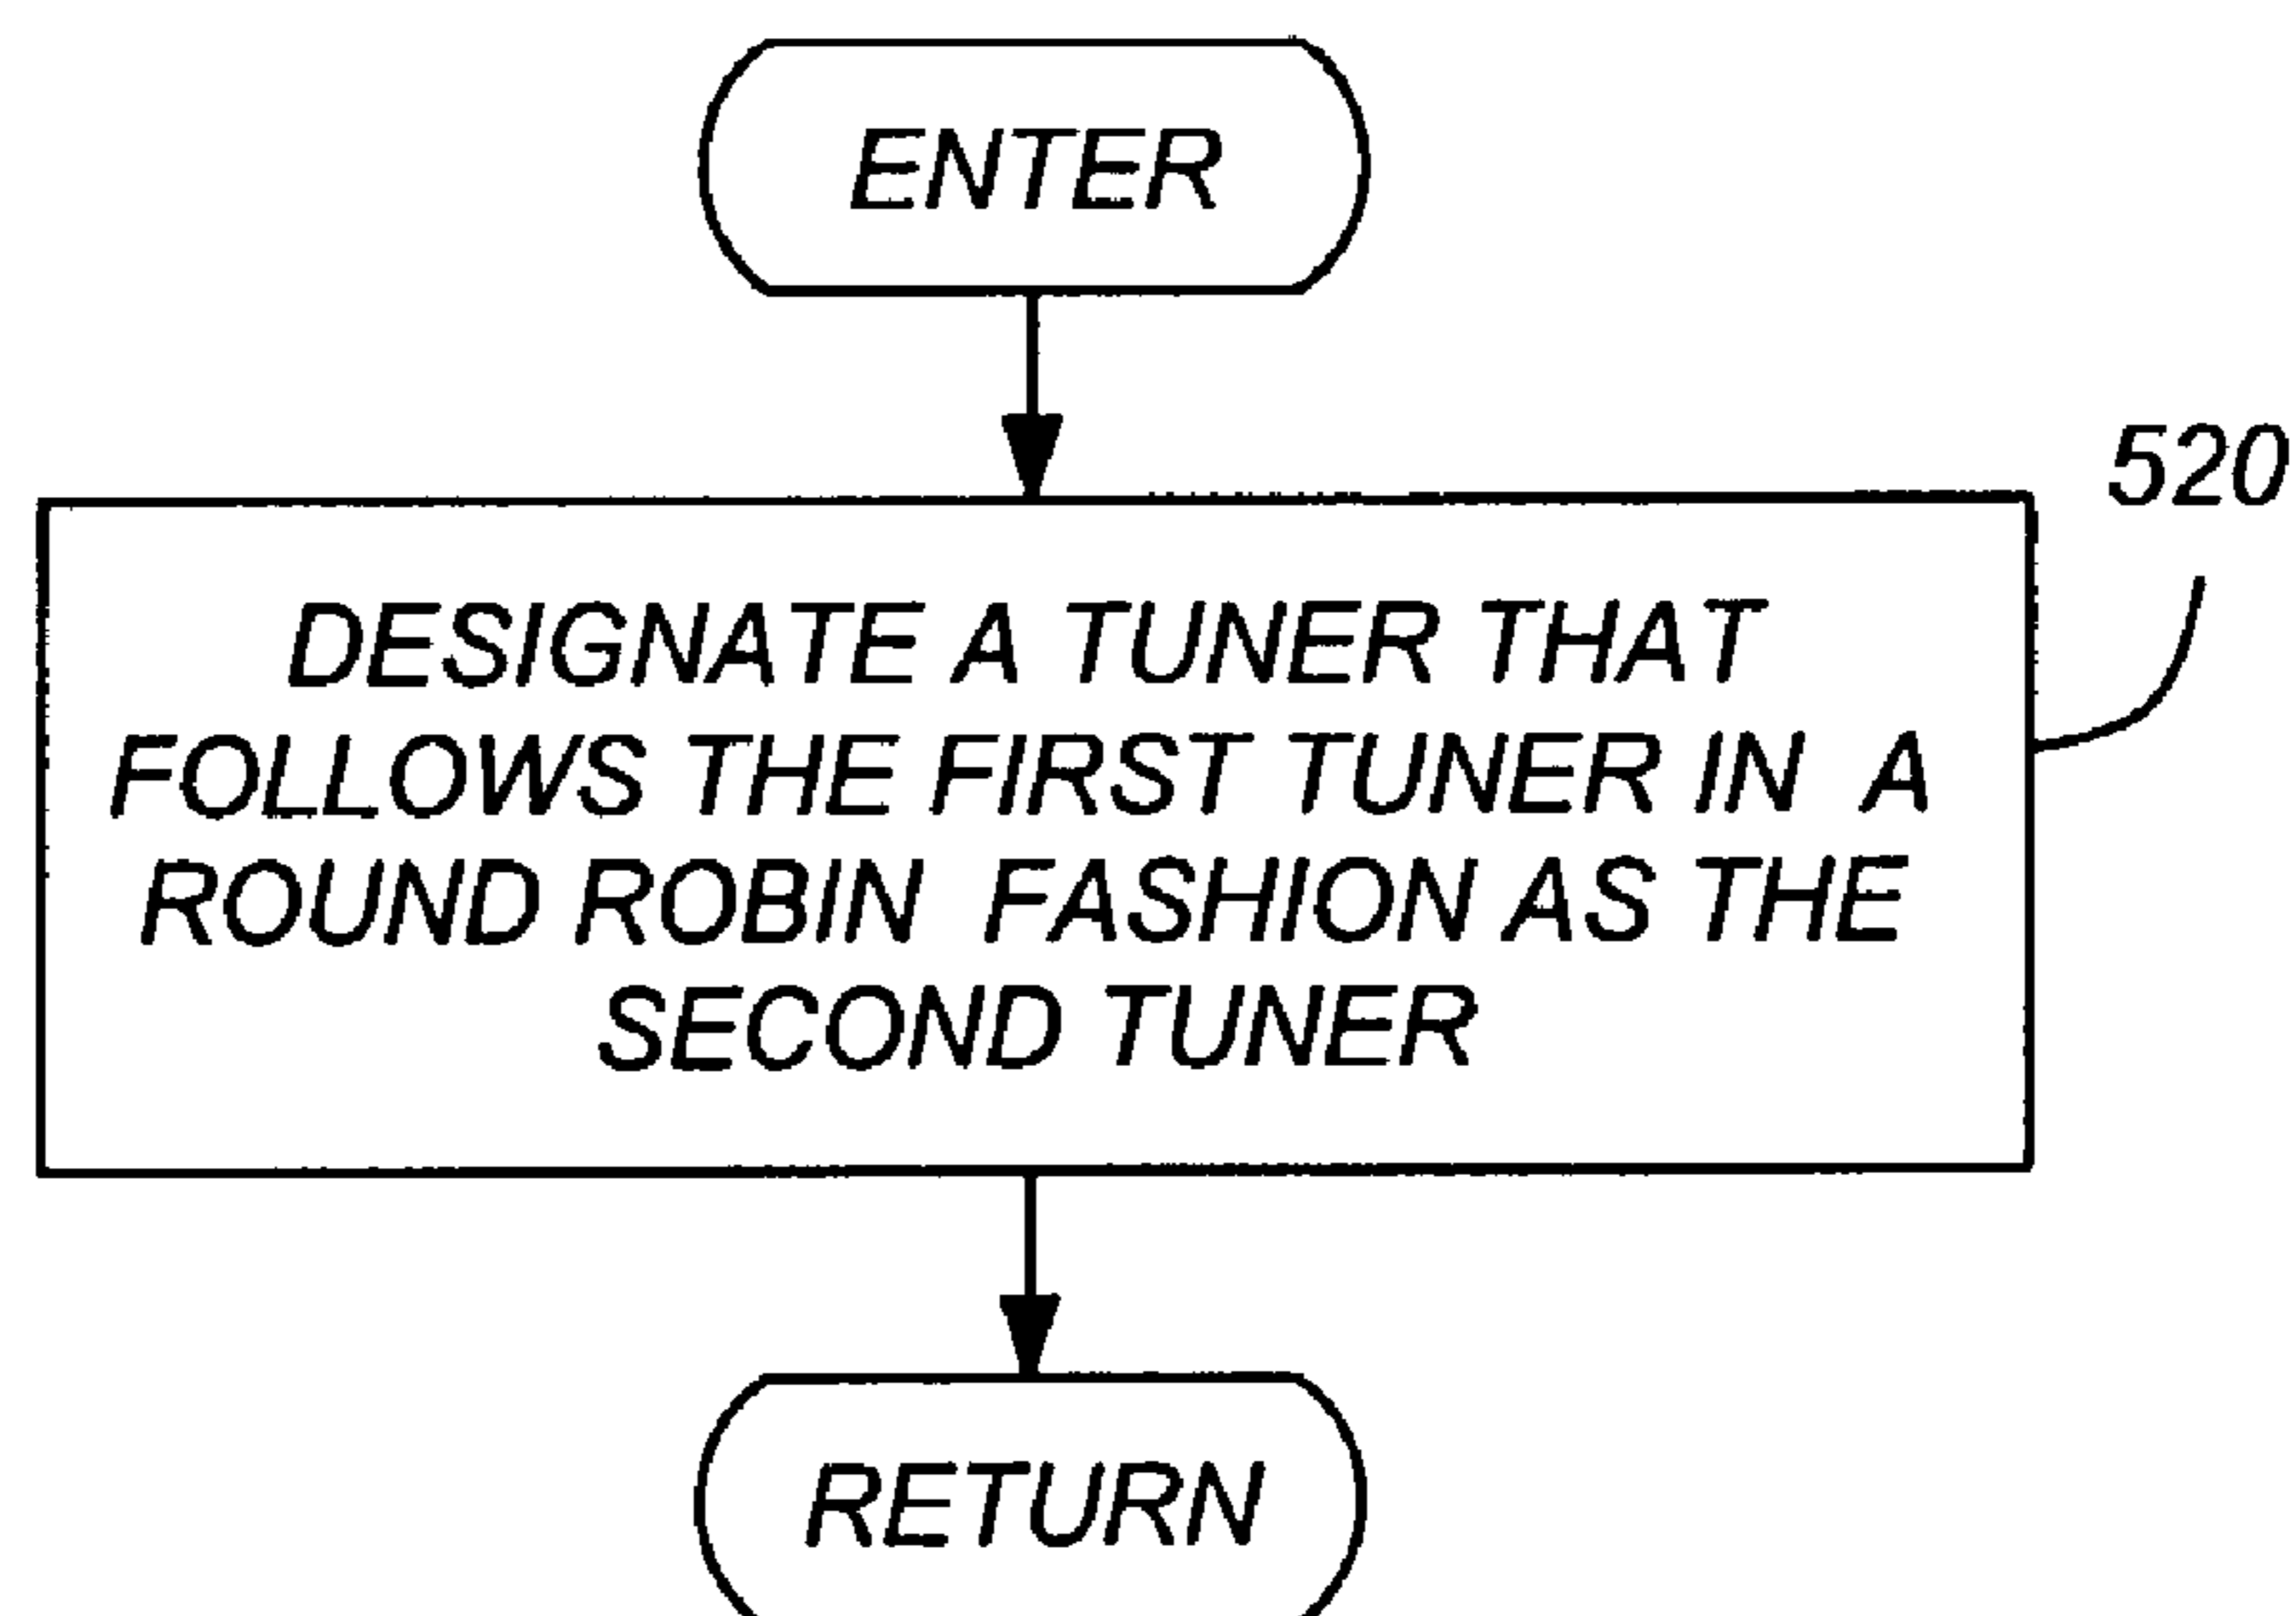 ENTER
520
DESIGNATE A TUNER THAT
FOLLOWS THE FIRST TUNER IN A
ROUND ROBIN FASHION AS THE
SECOND TUNER
RETURN